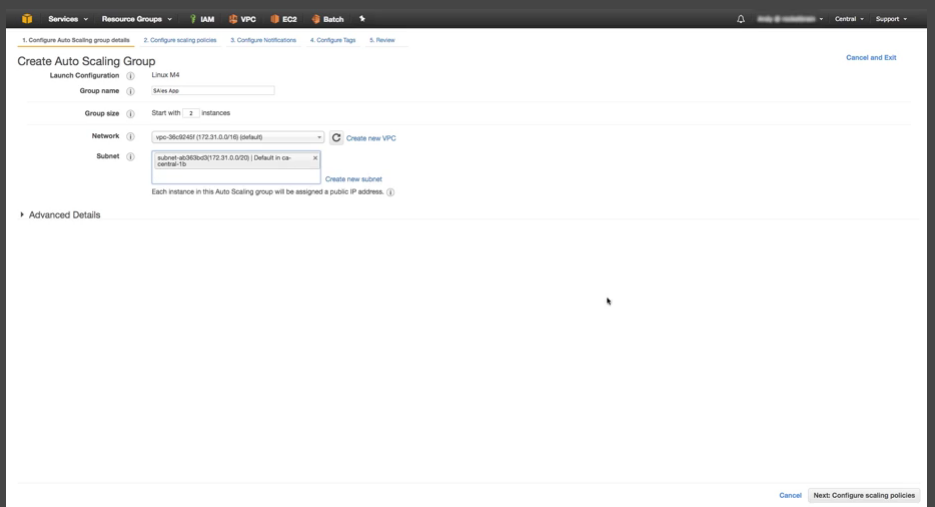 Services Resource Groups IAM VPC EC2 Batch Central Support
1. Configure Auto Scaling group details 2. Configure scaling policies 3. Configure Notifications 4. Configure Tags 5. Review
Create Auto Scaling Group
Cancel and Exit
Launch Configuration Linux M4
Group name SAles App
Group size Start with 2 instances
Network vpc-36c9245f (172.31.0.0/16) (default) Create new VPC
Subnet subnet-ab363bd3(172.31.0.0/20) | Default in ca-
central-1b
Create new subnet
Each instance in this Auto Scaling group will be assigned a public IP address.
Advanced Details
Cancel Next: Configure scaling policies